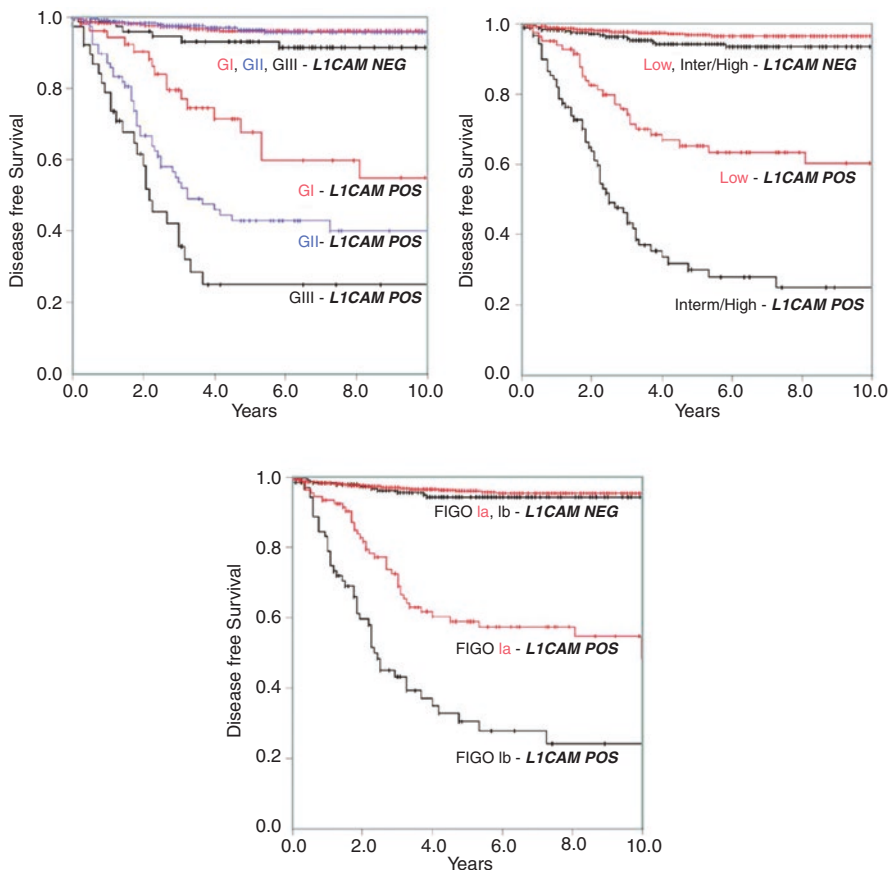 1.0
0.8
0.6
0.4
0.2
0.0
Disease free Survival
GI, GII, GIII - L1CAM NEG
GI - L1CAM POS
GII- L1CAM POS
GIII - L1CAM POS
0.0 2.0 4.0 6.0 8.0 10.0
Years
1.0
0.8
0.6
0.4
0.2
0.0
Disease free Survival
Low, Inter/High - L1CAM NEG
Low - L1CAM POS
Interm/High - L1CAM POS
0.0 2.0 4.0 6.0 8.0 10.0
Years
1.0
0.8
0.6
0.4
0.2
0.0
Disease free Survival
FIGO Ia, Ib - L1CAM NEG
FIGO Ia - L1CAM POS
FIGO Ib - L1CAM POS
0.0 2.0 4.0 6.0 8.0 10.0
Years